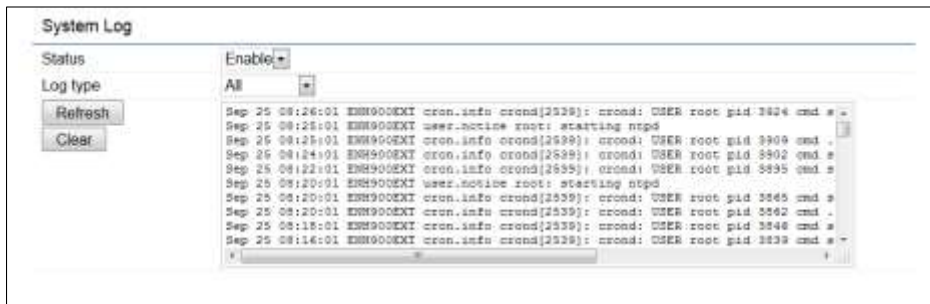 System Log
Status Enable
Log type All
Refresh
Clear
Sep 25 08:26:01 ENH900EXT cron.info crond[2539]: crond: USER root pid 3924 cmd s
Sep 25 08:25:01 ENH900EXT user.notice root: starting ntpd
Sep 25 08:25:01 ENH900EXT cron.info crond[2539]: crond: USER root pid 3909 cmd .
Sep 25 08:24:01 ENH900EXT cron.info crond[2539]: crond: USER root pid 3902 cmd s
Sep 25 08:22:01 ENH900EXT cron.info crond[2539]: crond: USER root pid 3895 cmd s
Sep 25 08:20:01 ENH900EXT user.notice root: starting ntpd
Sep 25 08:20:01 ENH900EXT cron.info crond[2539]: crond: USER root pid 3865 cmd s
Sep 25 08:20:01 ENH900EXT cron.info crond[2539]: crond: USER root pid 3862 cmd .
Sep 25 08:18:01 ENH900EXT cron.info crond[2539]: crond: USER root pid 3848 cmd s
Sep 25 08:16:01 ENH900EXT cron.info crond[2539]: crond: USER root pid 3839 cmd s